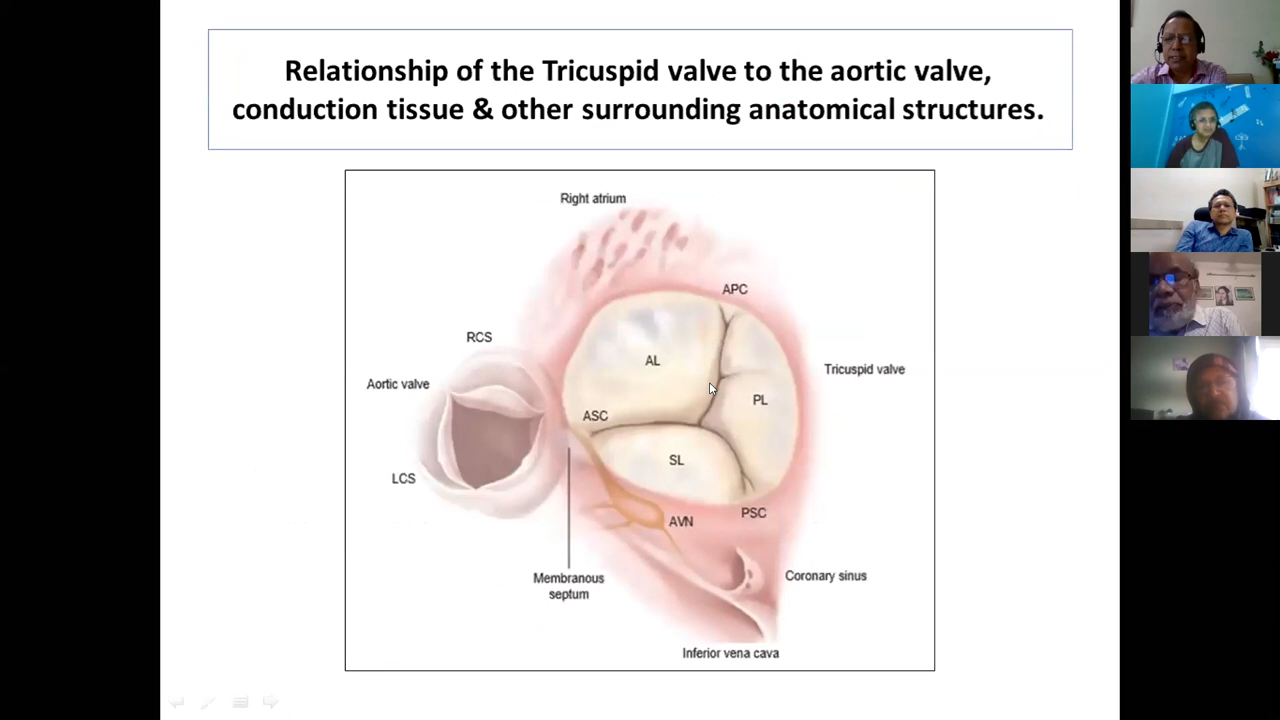 Relationship of the Tricuspid valve to the aortic valve,
conduction tissue & other surrounding anatomical structures.
Right atrium
APC
RCS
AL
Tricuspid valve
Aortic valve
PL
ASC
SL
LCS
PSC
AVN
Membranous
septum
Coronary sinus
Inferior vena cava